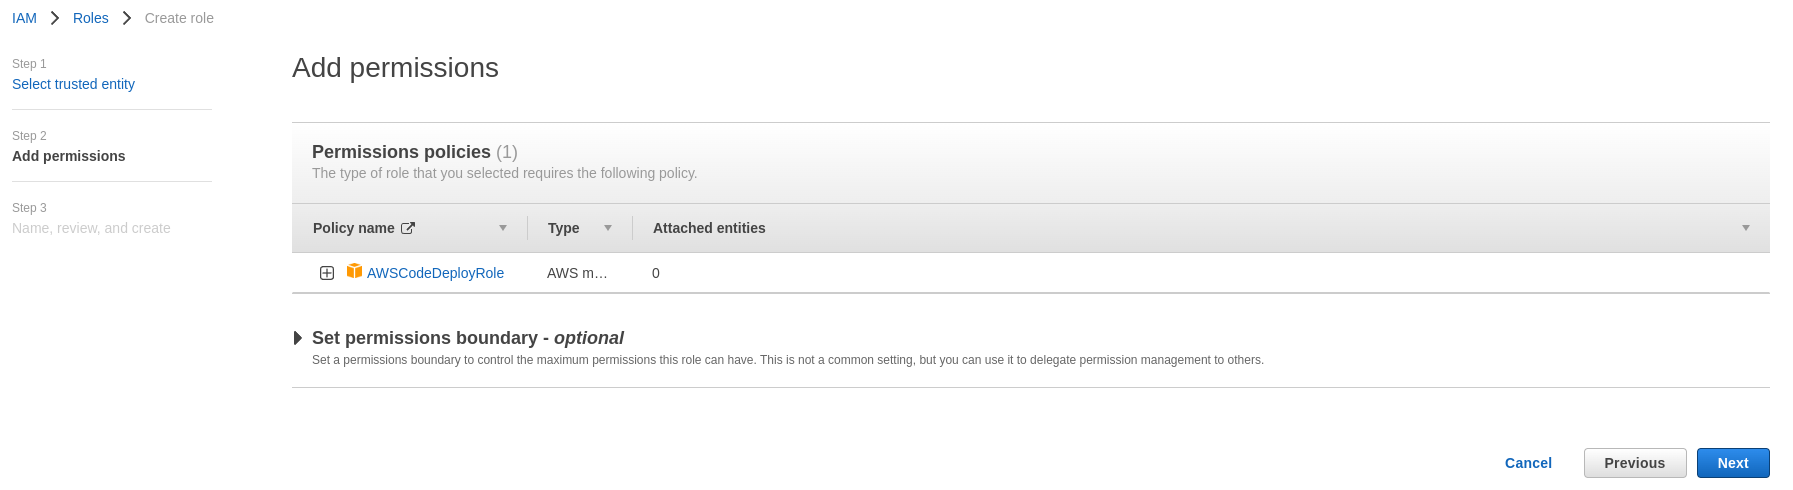 IAM Roles Create role
Step 1
Select trusted entity
Step 2
Add permissions
Step 3
Name, review, and create
Add permissions
Permissions policies (1)
The type of role that you selected requires the following policy.
Policy name Type Attached entities
AWSCodeDeployRole AWS m… 0
Set permissions boundary - optional
Set a permissions boundary to control the maximum permissions this role can have. This is not a common setting, but you can use it to delegate permission management to others.
Cancel Previous Next